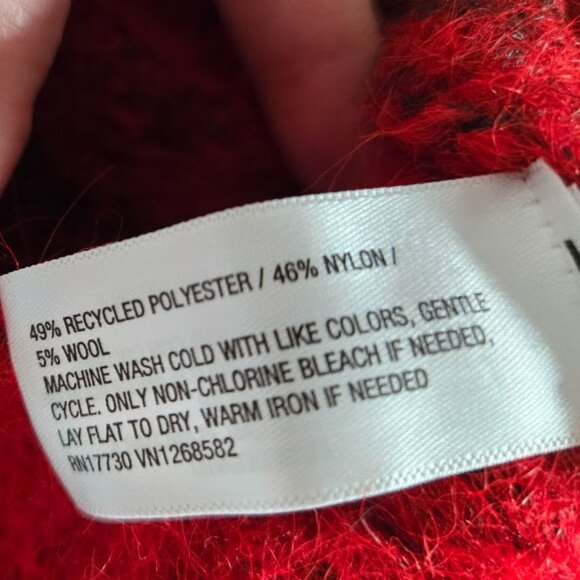 49% RECYCLED POLYESTER / 46% NYLON /
5% WOOL
MACHINE WASH COLD WITH LIKE COLORS, GENTLE
CYCLE. ONLY NON-CHLORINE BLEACH IF NEEDED,
LAY FLAT TO DRY, WARM IRON IF NEEDED
RN17730 VN1268582